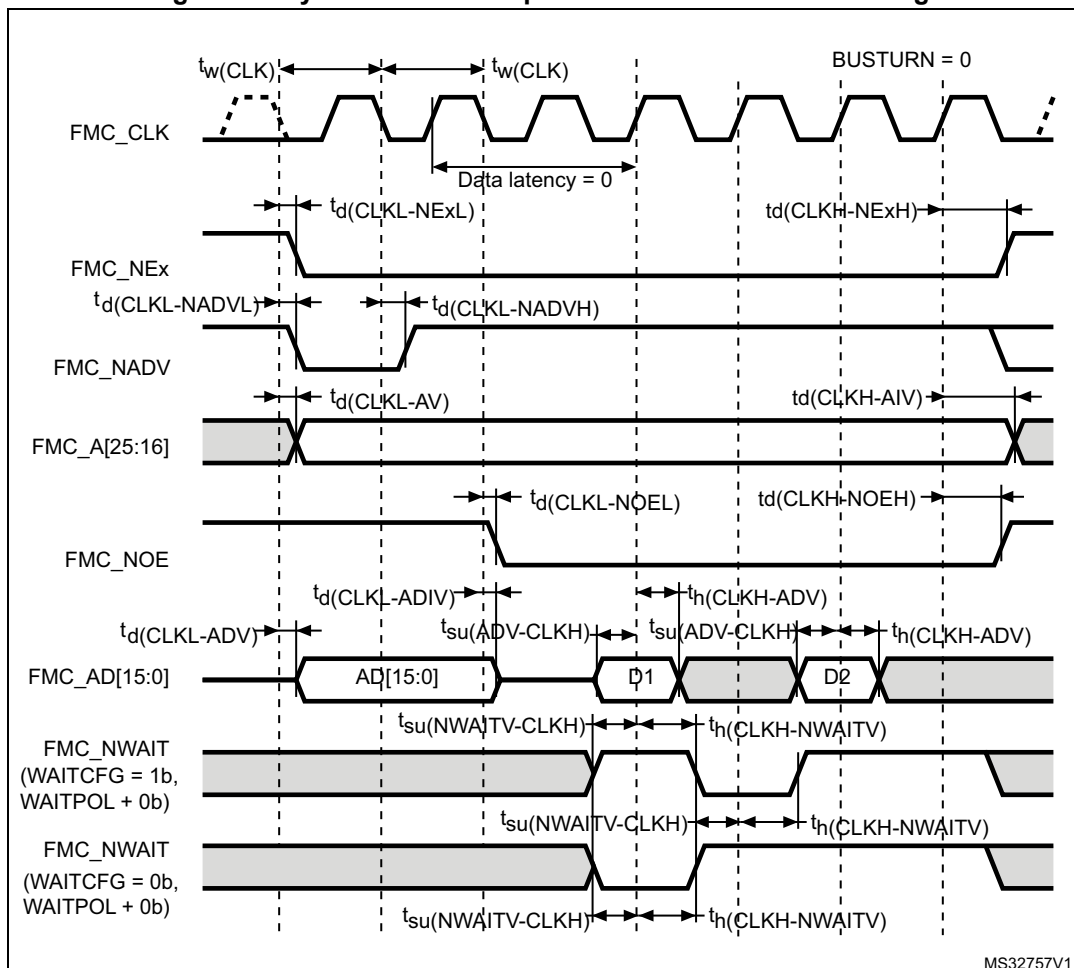 tw(CLK) tw(CLK) BUSTURN = 0
FMC_CLK
Data latency = 0
td(CLKL-NExL) td(CLKH-NExH)
FMC_NEx
td(CLKL-NADVL) td(CLKL-NADVH)
FMC_NADV
td(CLKL-AV) td(CLKH-AIV)
FMC_A[25:16]
td(CLKL-NOEL) td(CLKH-NOEH)
FMC_NOE
td(CLKL-ADIV) th(CLKH-ADV)
td(CLKL-ADV) tsu(ADV-CLKH) tsu(ADV-CLKH) th(CLKH-ADV)
FMC_AD[15:0] AD[15:0] D1 D2
tsu(NWAITV-CLKH) th(CLKH-NWAITV)
FMC_NWAIT
(WAITCFG = 1b,
WAITPOL + 0b)
tsu(NWAITV-CLKH) th(CLKH-NWAITV)
FMC_NWAIT
(WAITCFG = 0b,
WAITPOL + 0b)
tsu(NWAITV-CLKH) th(CLKH-NWAITV)
MS32757V1